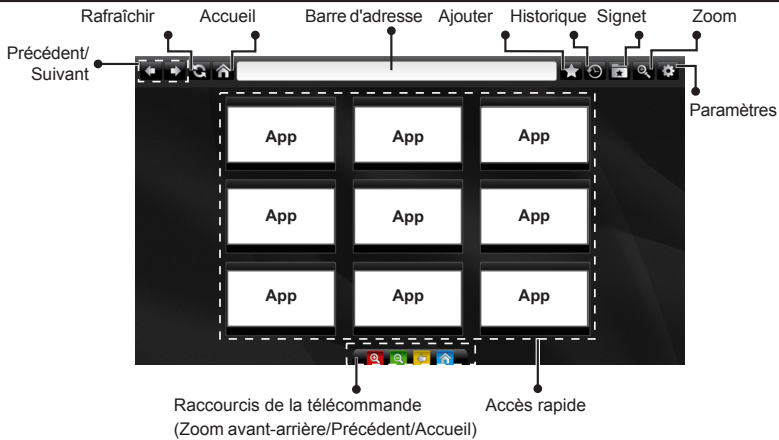 Rafraîchir Accueil Barre d'adresse Ajouter Historique Signet Zoom
Précédent/
Suivant
Paramètres
App App App
App App App
App App App
Raccourcis de la télécommande
(Zoom avant-arrière/Précédent/Accueil)
Accès rapide